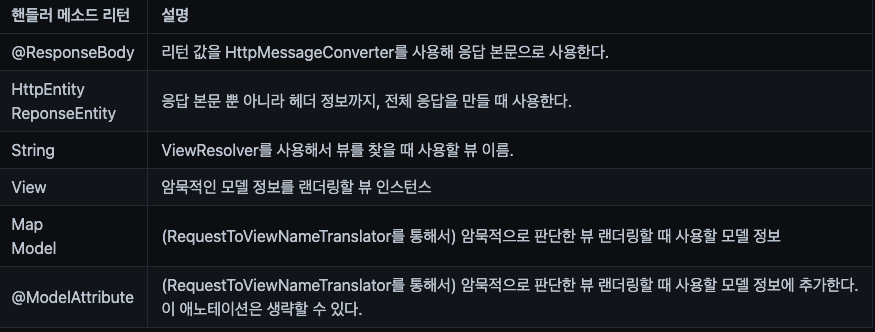 핸들러 메소드 리턴 설명
@ResponseBody 리턴 값을 HttpMessageConverter를 사용해 응답 본문으로 사용한다.
HttpEntity
ReponseEntity 응답 본문 뿐 아니라 헤더 정보까지, 전체 응답을 만들 때 사용한다.
String ViewResolver를 사용해서 뷰를 찾을 때 사용할 뷰 이름.
View 암묵적인 모델 정보를 랜더링할 뷰 인스턴스
Map
Model (RequestToViewNameTranslator를 통해서) 암묵적으로 판단한 뷰 랜더링할 때 사용할 모델 정보
@ModelAttribute (RequestToViewNameTranslator를 통해서) 암묵적으로 판단한 뷰 랜더링할 때 사용할 모델 정보에 추가한다.
이 애노테이션은 생략할 수 있다.